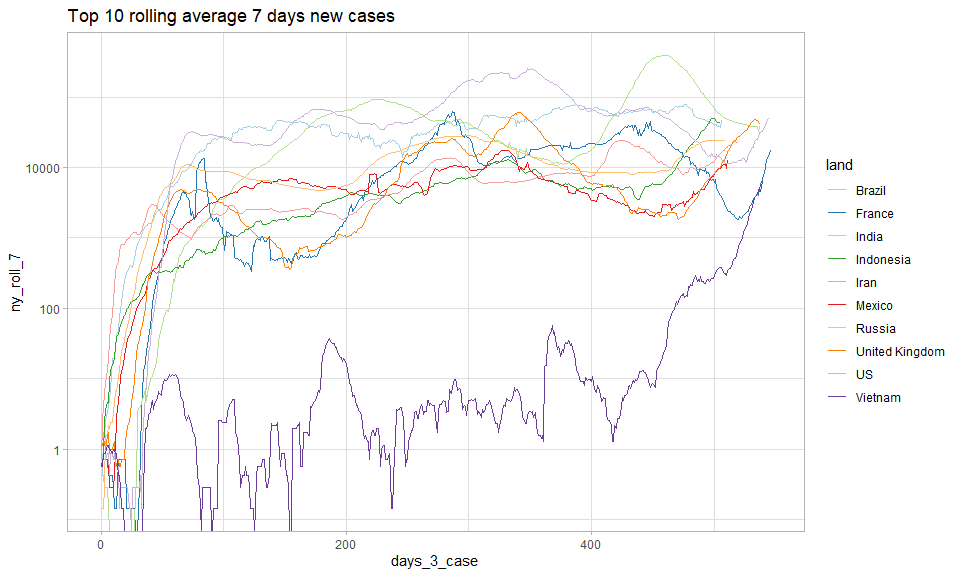 Top 10 rolling average 7 days new cases
ny_roll_7
10000
100
1
0
200
400
days_3_case
land
Brazil
France
India
Indonesia
Iran
Mexico
Russia
United Kingdom
US
Vietnam